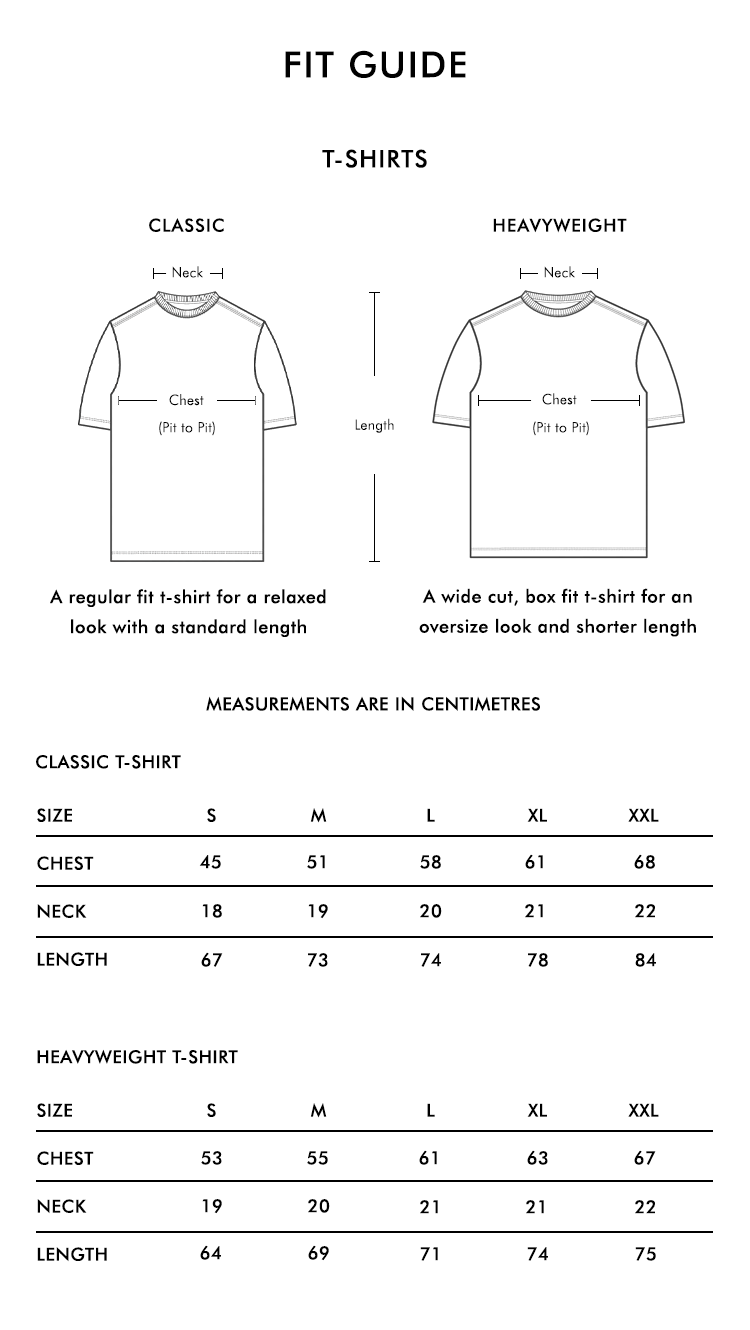 FIT GUIDE
T-SHIRTS
CLASSIC
Neck
Chest
(Pit to Pit)
A regular fit t-shirt for a relaxed
look with a standard length
Length
HEAVYWEIGHT
Neck
Chest
(Pit to Pit)
A wide cut, box fit t-shirt for an
oversize look and shorter length
MEASUREMENTS ARE IN CENTIMETRES
CLASSIC T-SHIRT
SIZE S M L XL XXL
CHEST 45 51 58 61 68
NECK 18 19 20 21 22
LENGTH 67 73 74 78 84
HEAVYWEIGHT T-SHIRT
SIZE S M L XL XXL
CHEST 53 55 61 63 67
NECK 19 20 21 21 22
LENGTH 64 69 71 74 75